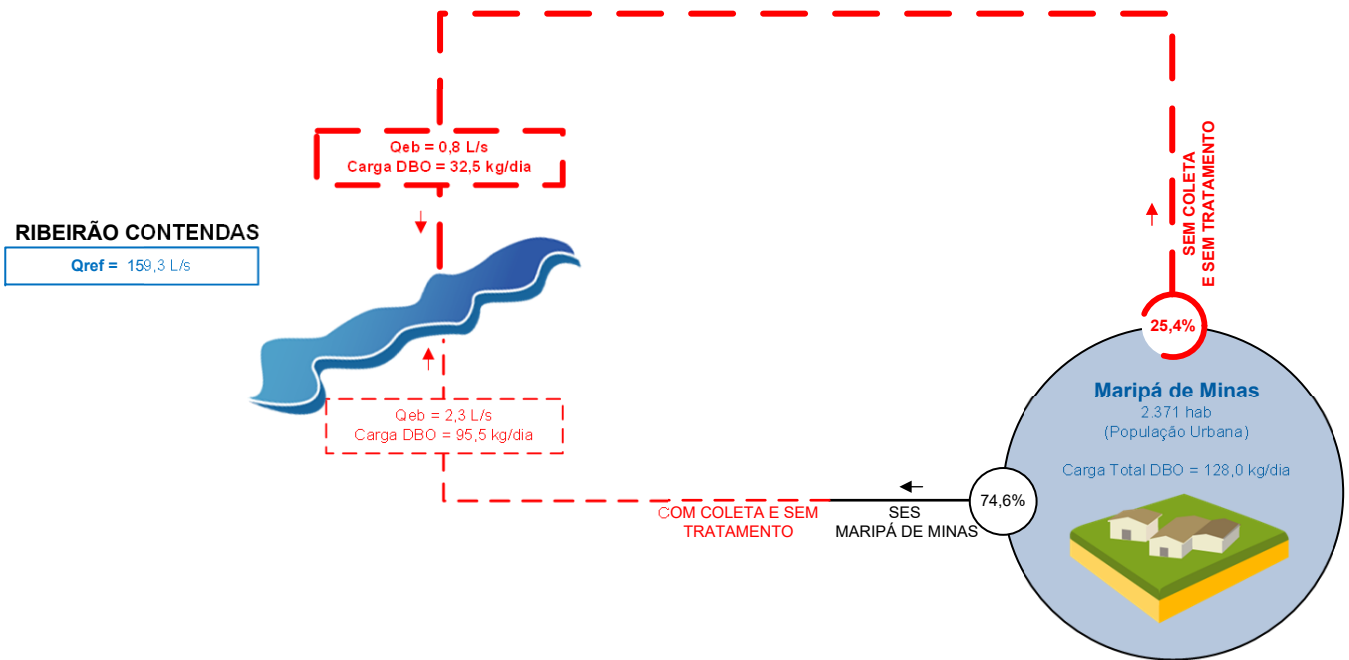 Qeb = 0,8 L/s
Carga DBO = 32,5 kg/dia
SEM COLETA
E SEM TRATAMENTO
RIBEIRÃO CONTENDAS
Qref = 159,3 L/s
25,4%
Maripá de Minas
2.371 hab
(População Urbana)
Carga Total DBO = 128,0 kg/dia
Qeb = 2,3 L/s
Carga DBO = 95,5 kg/dia
74,6%
COM COLETA E SEM
TRATAMENTO
SES
MARIPÁ DE MINAS